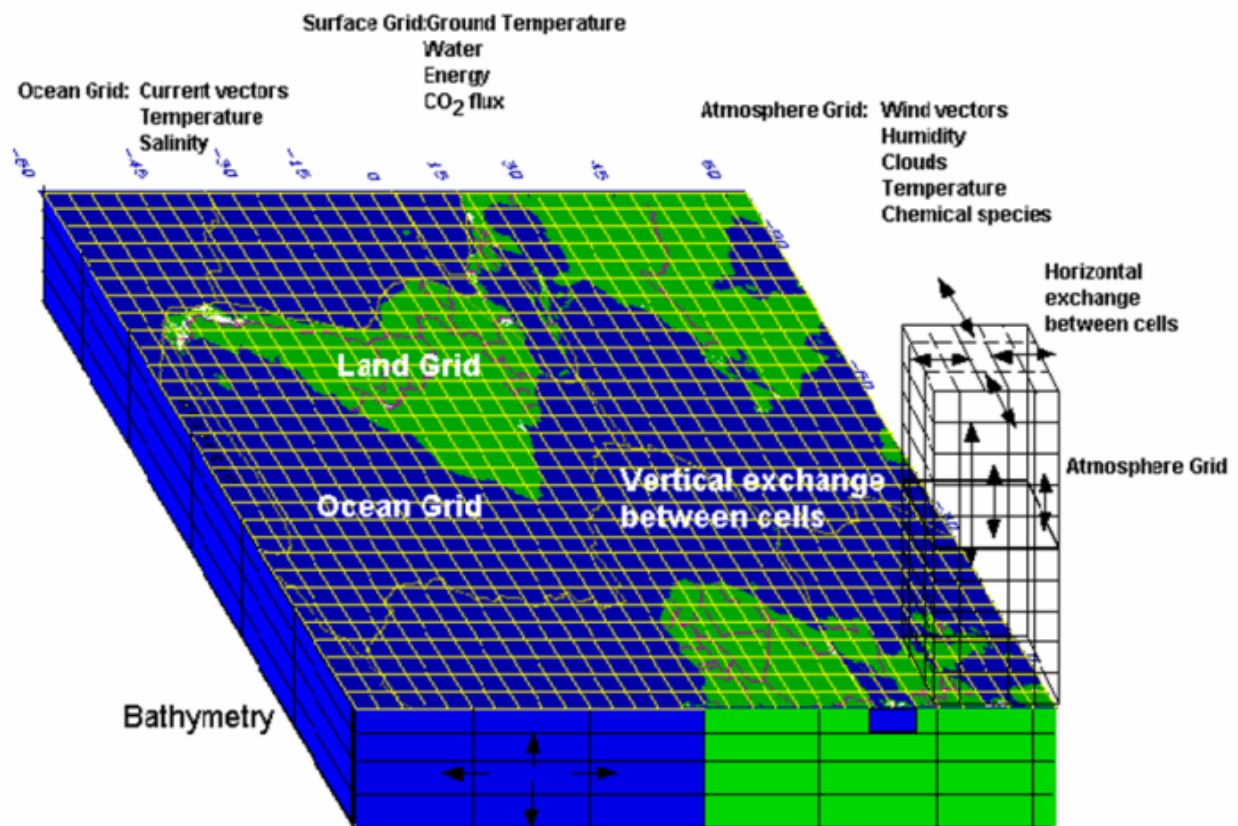 Surface Grid:Ground Temperature
Water
Energy
CO2 flux
Ocean Grid: Current vectors
Temperature
Salinity
Atmosphere Grid: Wind vectors
Humidity
Clouds
Temperature
Chemical species
-60 -45 -30 -15 0 15 30 45 60
-90
Horizontal
exchange
between cells
Land Grid
-60
Atmosphere Grid
Vertical exchange
between cells
Ocean Grid
Bathymetry